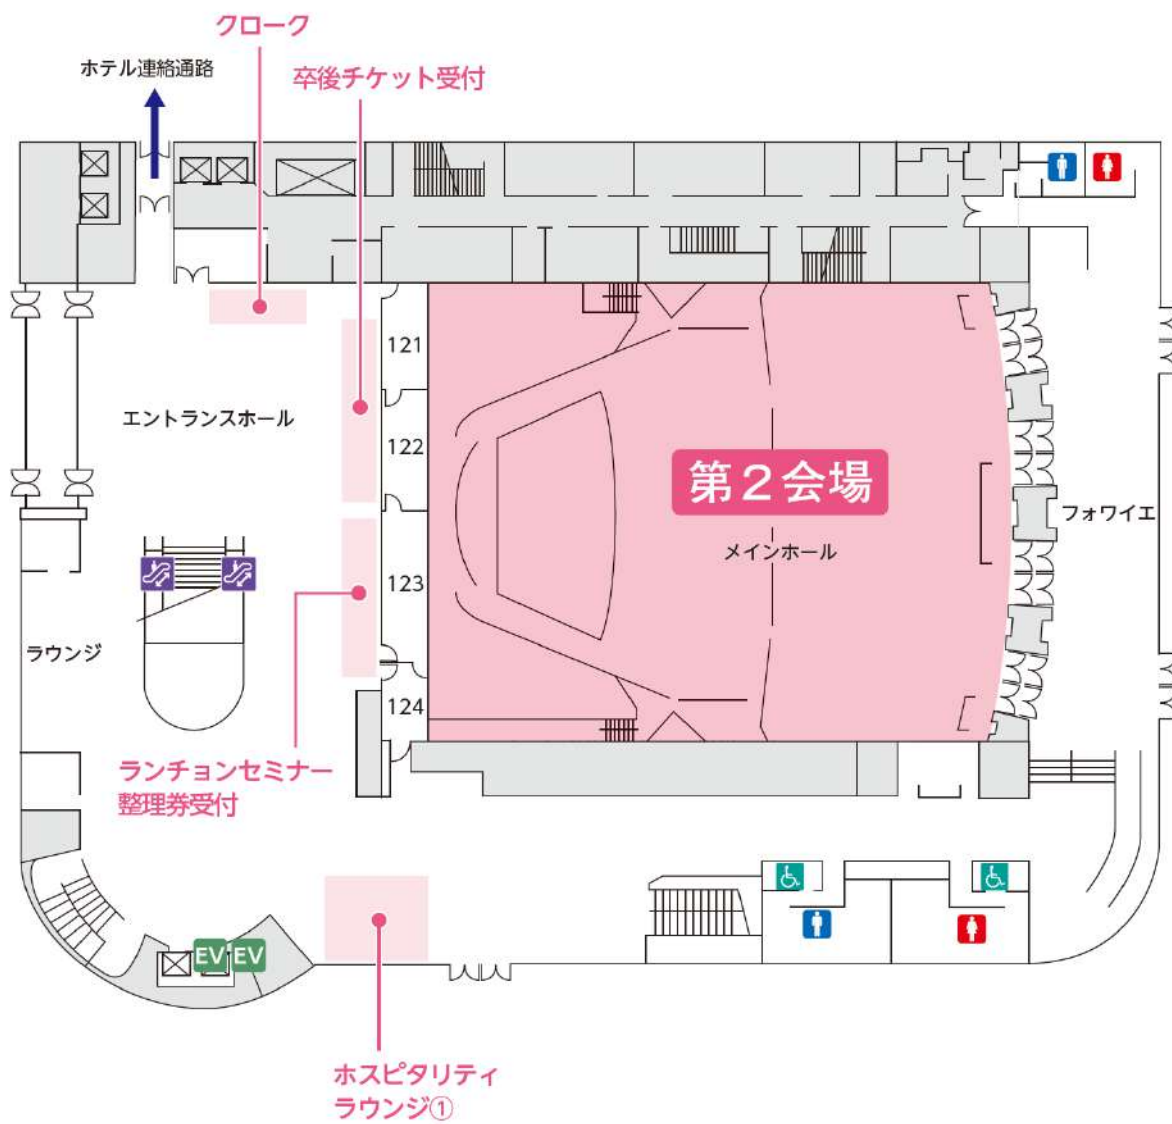 クローク
ホテル連絡通路
卒後チケット受付
121
エントランスホール
122
第2会場
フォワイエ
メインホール
123
ラウンジ
124
ランチョンセミナー
整理券受付
EV EV
ホスピタリティ
ラウンジ①